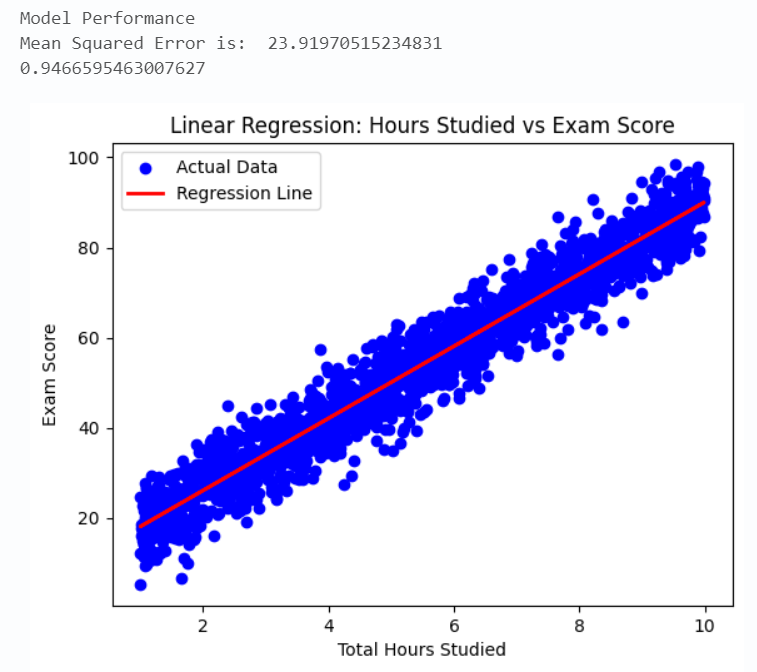 Model Performance
Mean Squared Error is:  23.91970515234831
0.9466595463007627
Linear Regression: Hours Studied vs Exam Score
Actual Data
Regression Line
100
80
60
40
20
Exam Score
2 4 6 8 10
Total Hours Studied